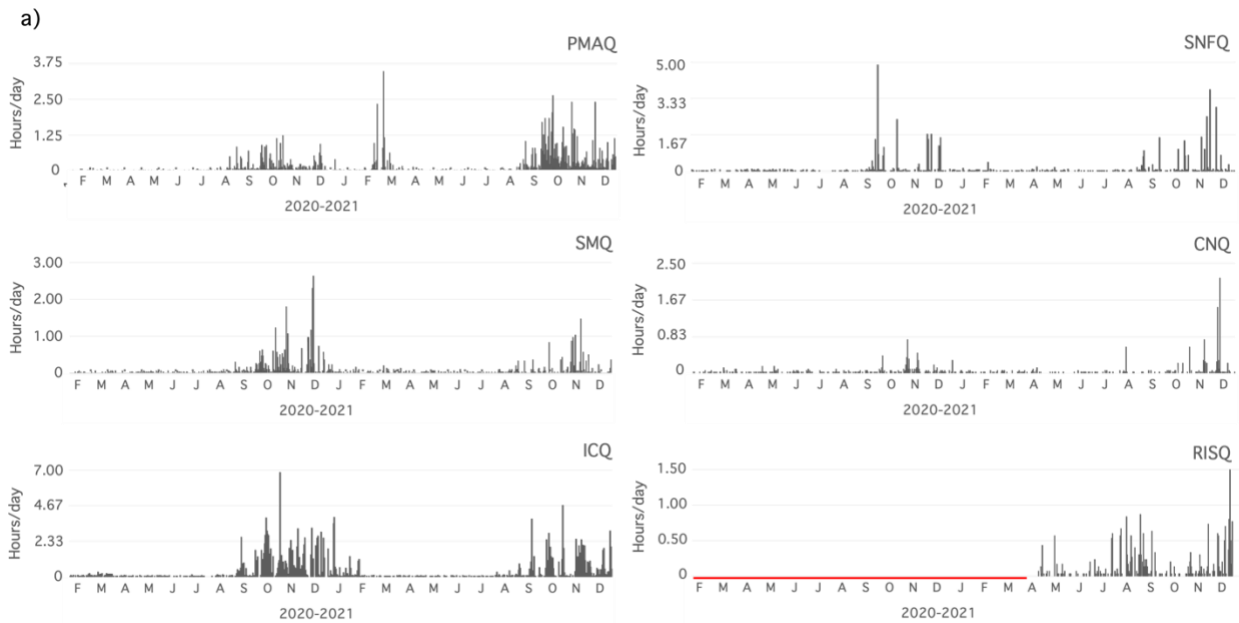 a)
PMAQ
Hours/day
3.75
2.50
1.25
0
F M A M J J A S O N D J F M A M J J A S O N D
2020-2021
SNFQ
Hours/day
5.00
3.33
1.67
0
F M A M J J A S O N D J F M A M J J A S O N D
2020-2021
SMQ
Hours/day
3.00
2.00
1.00
0
F M A M J J A S O N D J F M A M J J A S O N D
2020-2021
CNQ
Hours/day
2.50
1.67
0.83
0
F M A M J J A S O N D J F M A M J J A S O N D
2020-2021
ICQ
Hours/day
7.00
4.67
2.33
0
F M A M J J A S O N D J F M A M J J A S O N D
2020-2021
RISQ
Hours/day
1.50
1.00
0.50
0
F M A M J J A S O N D J F M A M J J A S O N D
2020-2021